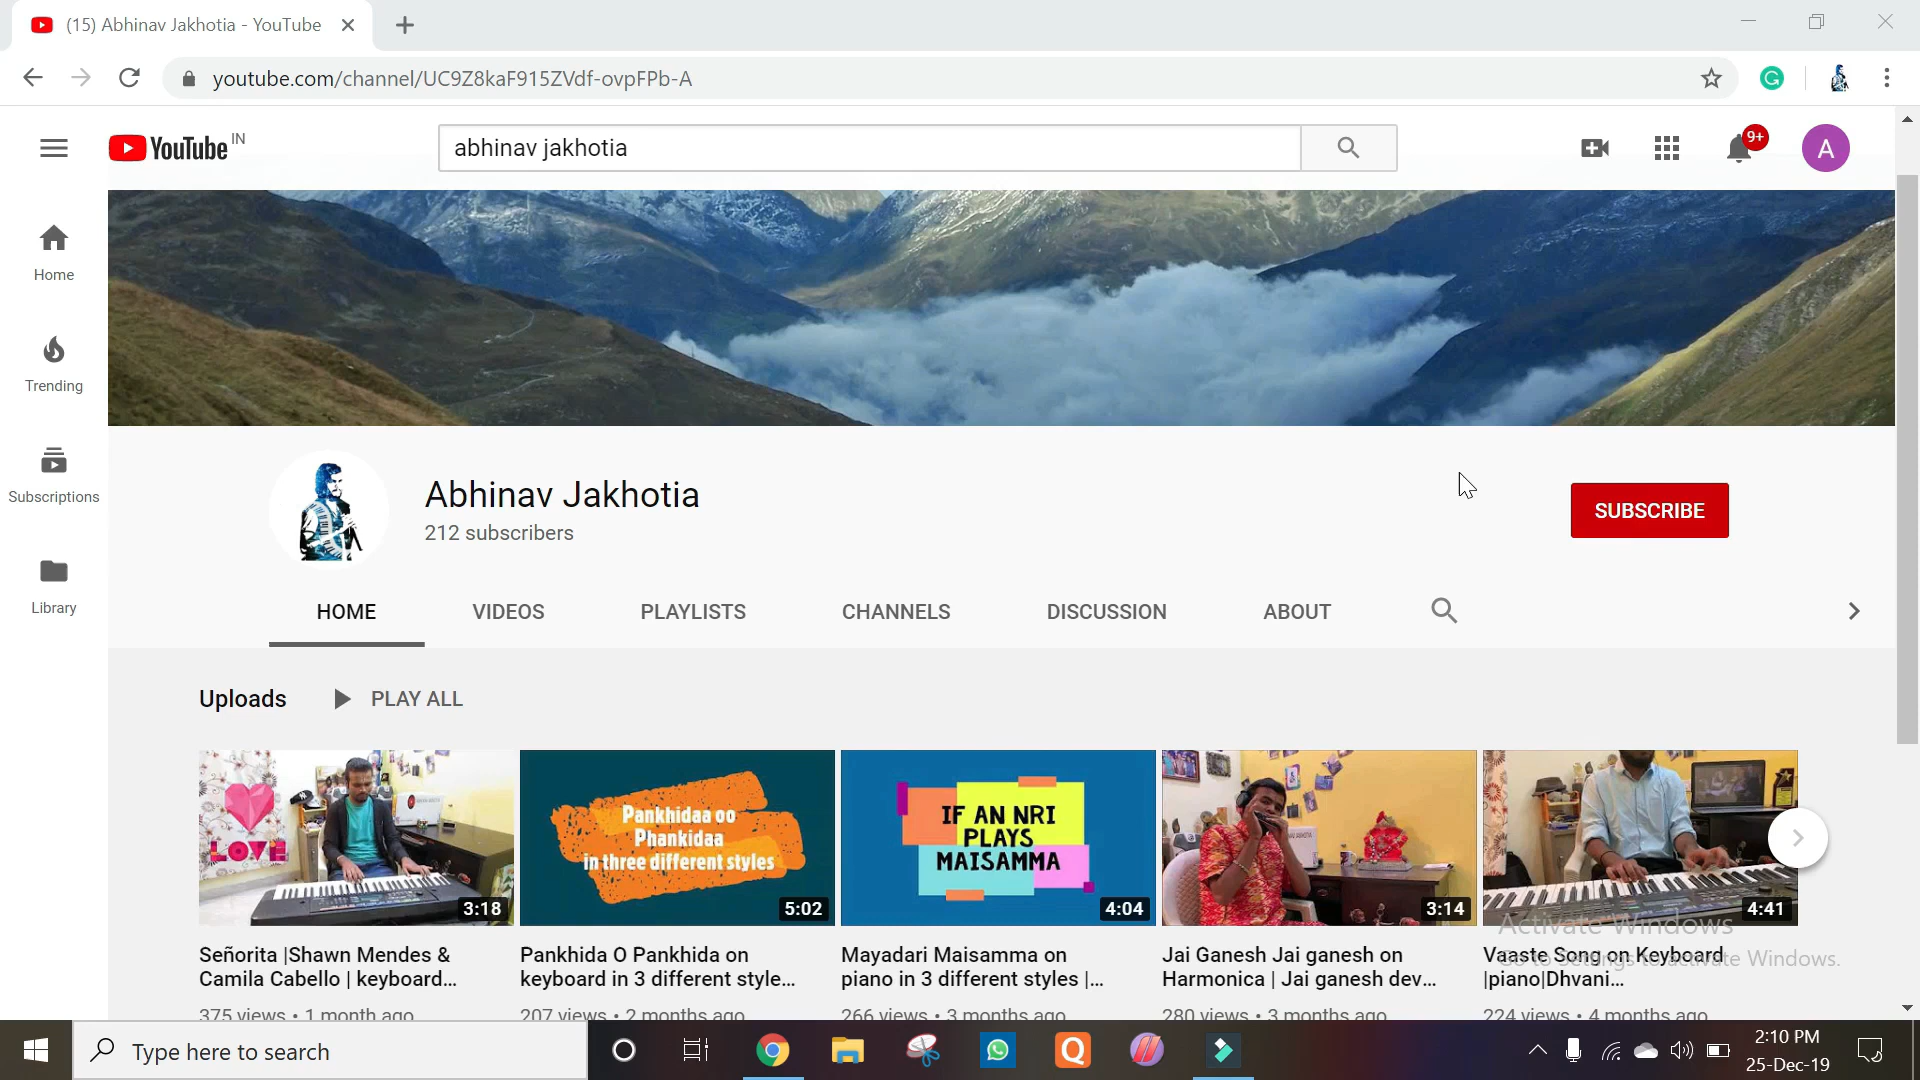 (15) Abhinav Jakhotia - YouTube
youtube.com/channel/UC9Z8kaF915ZVdf-ovpFPb-A
YouTube IN
abhinav jakhotia
9+
A
Home
Trending
Subscriptions
Library
Abhinav Jakhotia
212 subscribers
SUBSCRIBE
HOME VIDEOS PLAYLISTS CHANNELS DISCUSSION ABOUT
Uploads PLAY ALL
LOVE
3:18
Pankhidaa oo
Phankidaa
in three different styles
5:02
IF AN NRI
PLAYS
MAISAMMA
4:04
3:14
4:41
Señorita |Shawn Mendes &
Camila Cabello | keyboard...
375 views • 1 month ago
Pankhida O Pankhida on
keyboard in 3 different style...
207 views • 2 months ago
Mayadari Maisamma on
piano in 3 different styles |...
266 views • 3 months ago
Jai Ganesh Jai ganesh on
Harmonica | Jai ganesh dev...
280 views • 3 months ago
Vaaste Song on Keyboard
|piano|Dhvani...
224 views • 4 months ago
Activate Windows
Go to Settings to activate Windows.
Type here to search
Q
2:10 PM
25-Dec-19